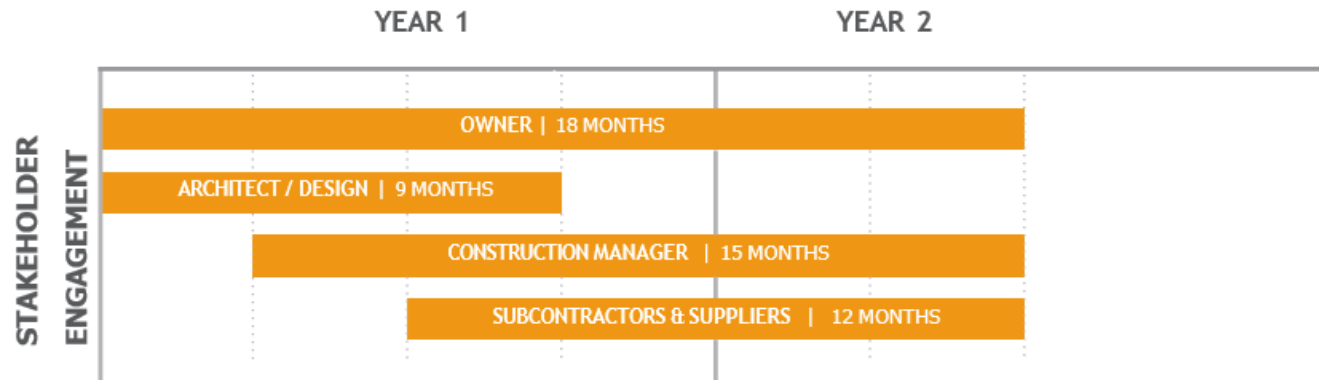 YEAR 1
YEAR 2
STAKEHOLDER
ENGAGEMENT
OWNER | 18 MONTHS
ARCHITECT / DESIGN | 9 MONTHS
CONSTRUCTION MANAGER | 15 MONTHS
SUBCONTRACTORS & SUPPLIERS | 12 MONTHS